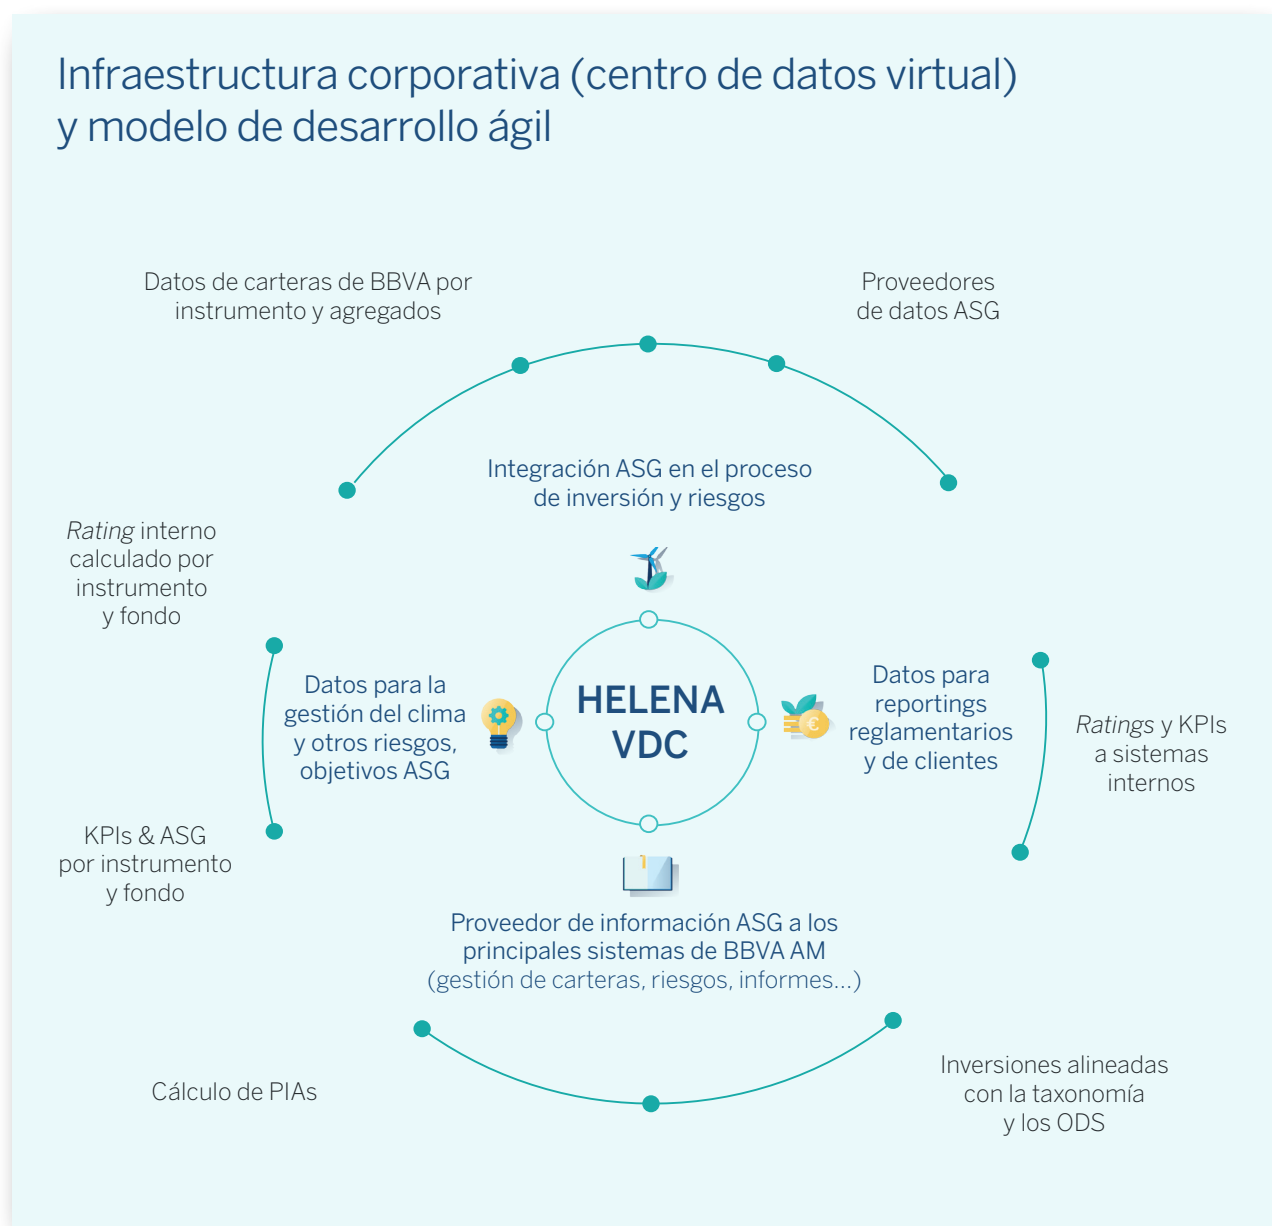 Infraestructura corporativa (centro de datos virtual)
y modelo de desarrollo ágil
Datos de carteras de BBVA por
instrumento y agregados
Proveedores
de datos ASG
Integración ASG en el proceso
de inversión y riesgos
Rating interno
calculado por
instrumento
y fondo
Datos para la
gestión del clima
y otros riesgos,
objetivos ASG
HELENA
VDC
€
Datos para
reportings
reglamentarios
y de clientes
Ratings y KPIs
a sistemas
internos
KPIs & ASG
por instrumento
y fondo
Proveedor de información ASG a los
principales sistemas de BBVA AM
(gestión de carteras, riesgos, informes...)
Cálculo de PIAs
Inversiones alineadas
con la taxonomía
y los ODS